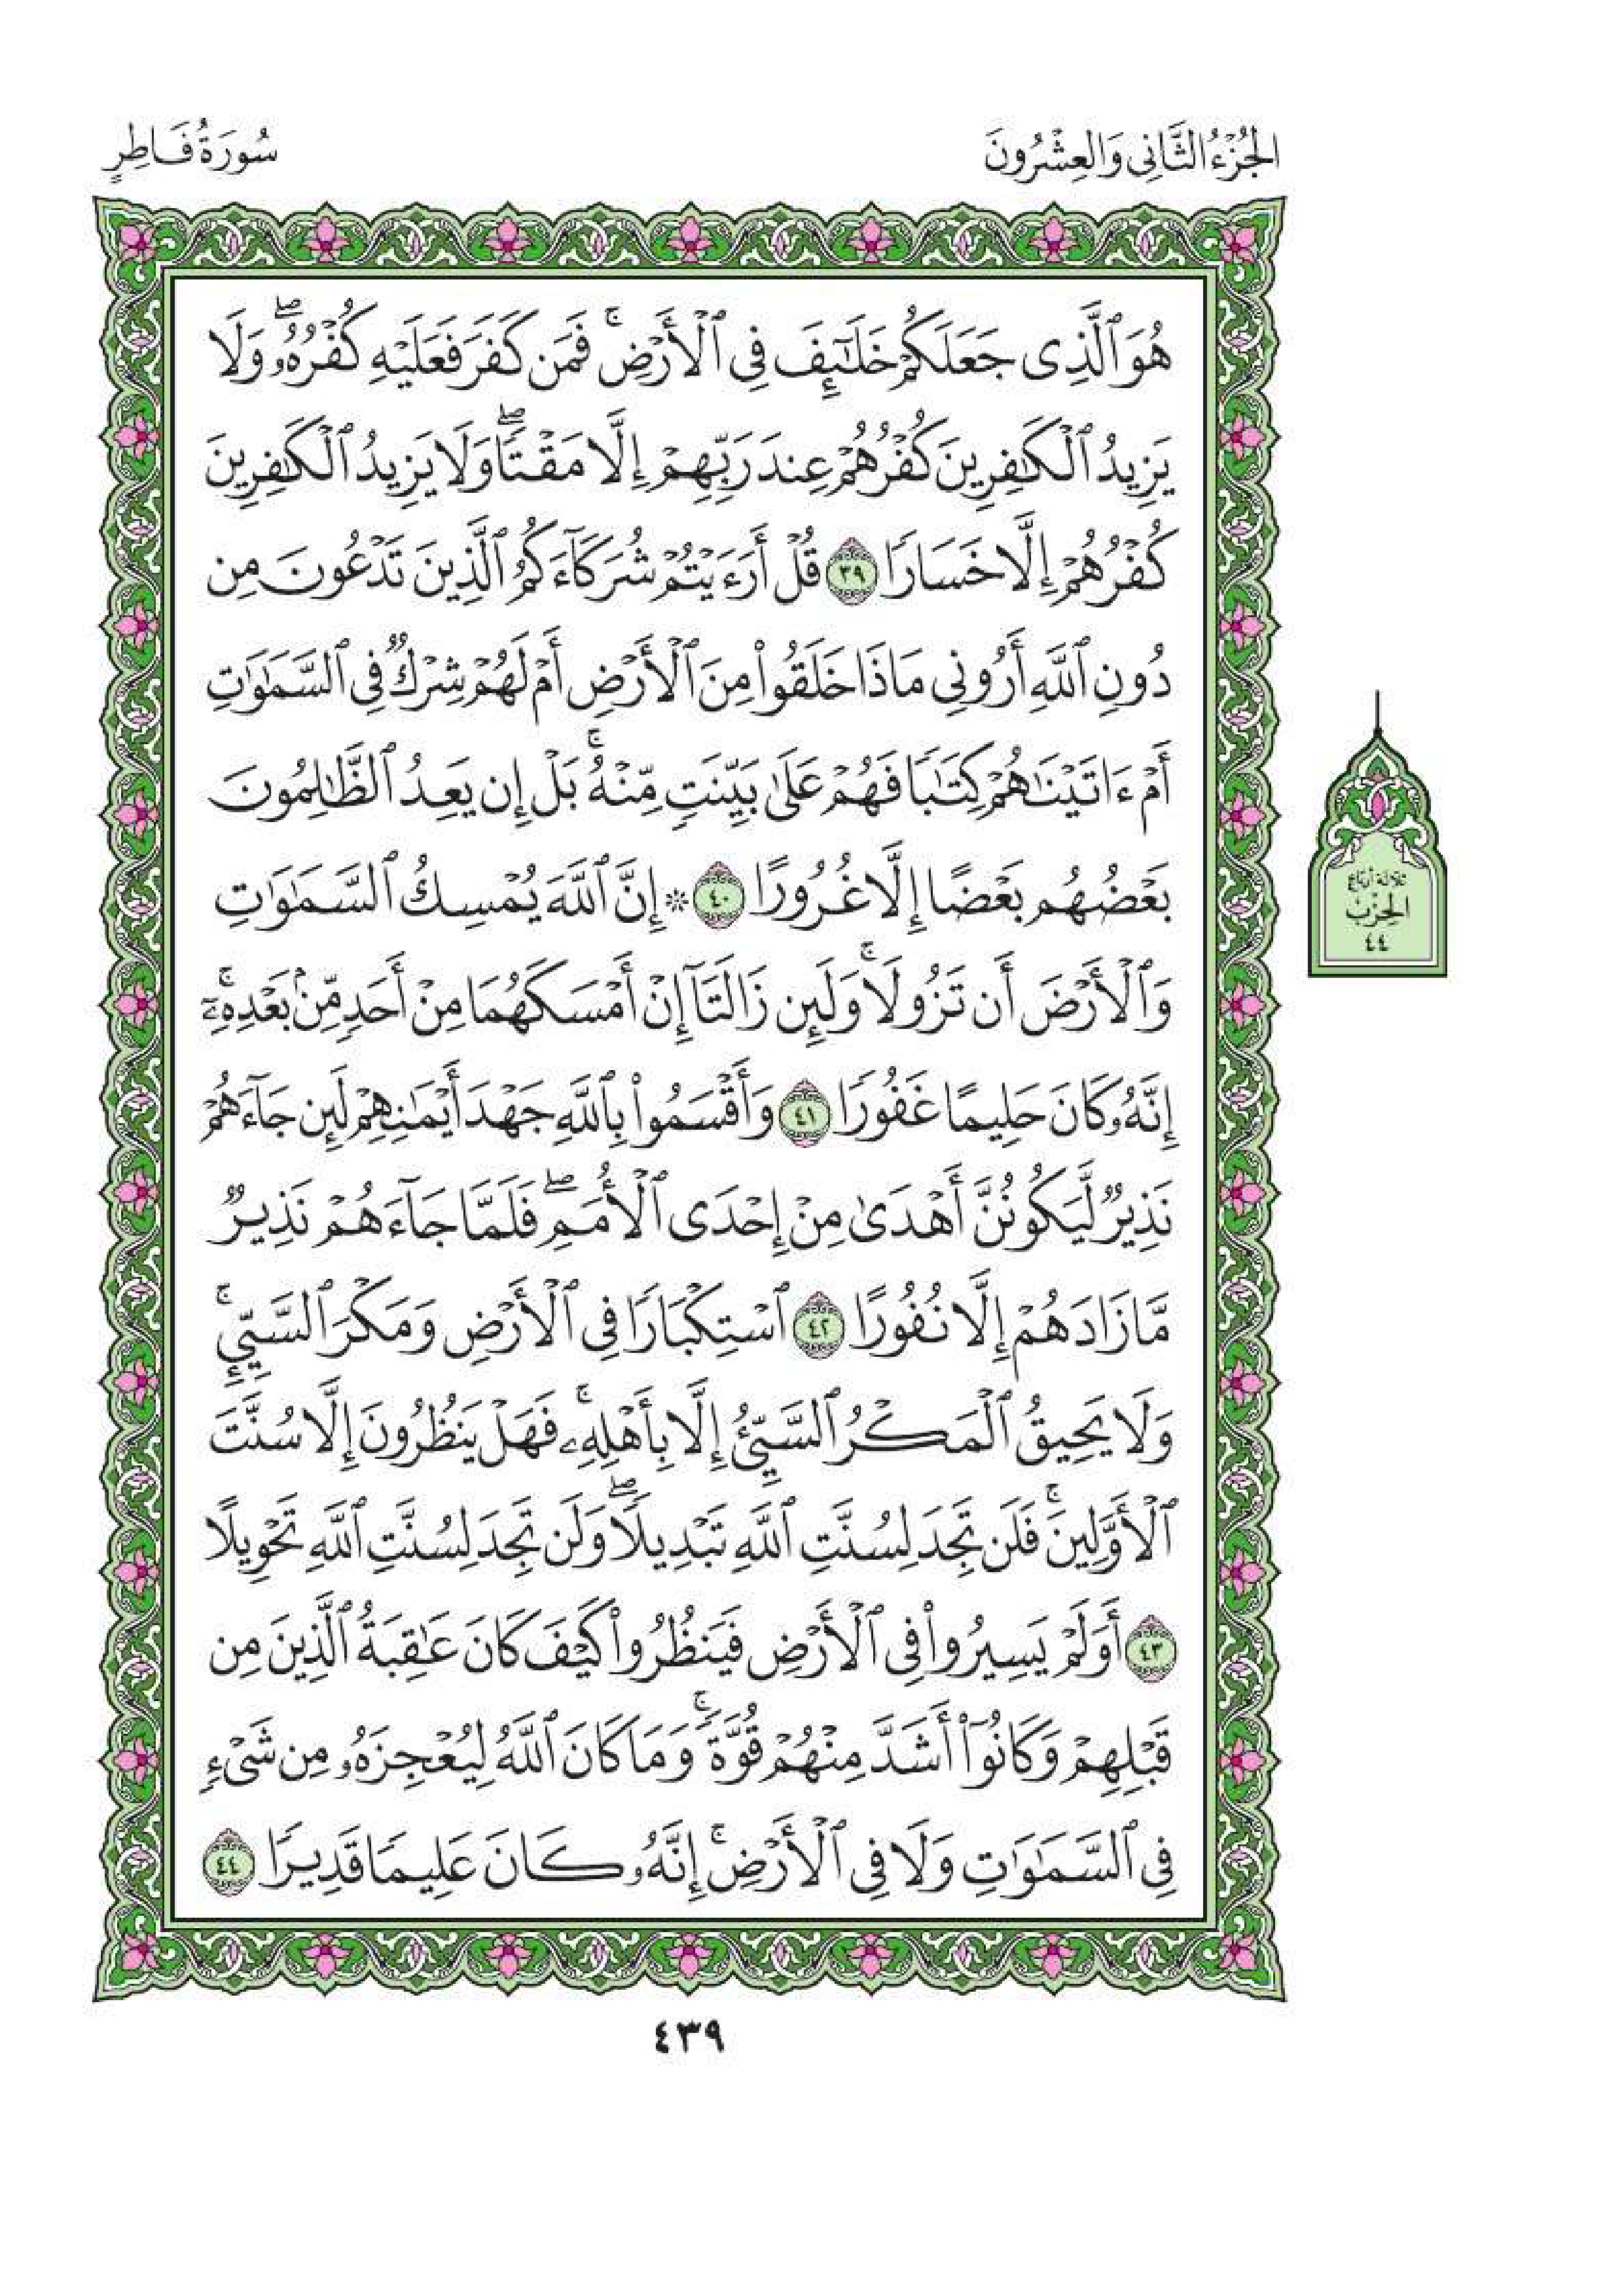 الجُزْءُ الثَّانِى وَالعِشْرُونَ
سُورَةُ فَاطِرٍ
هُوَ ٱلَّذِى جَعَلَكُمْ خَلَٰٓئِفَ فِى ٱلْأَرْضِ ۚ فَمَن كَفَرَ فَعَلَيْهِ كُفْرُهُۥ ۖ وَلَا
يَزِيدُ ٱلْكَٰفِرِينَ كُفْرُهُمْ عِندَ رَبِّهِمْ إِلَّا مَقْتًا ۖ وَلَا يَزِيدُ ٱلْكَٰفِرِينَ
كُفْرُهُمْ إِلَّا خَسَارًا ٣٩ قُلْ أَرَءَيْتُمْ شُرَكَآءَكُمُ ٱلَّذِينَ تَدْعُونَ مِن
دُونِ ٱللَّهِ أَرُونِى مَاذَا خَلَقُوا۟ مِنَ ٱلْأَرْضِ أَمْ لَهُمْ شِرْكٌ فِى ٱلسَّمَٰوَٰتِ
أَمْ ءَاتَيْنَٰهُمْ كِتَٰبًا فَهُمْ عَلَىٰ بَيِّنَتٍ مِّنْهُ ۚ بَلْ إِن يَعِدُ ٱلظَّٰلِمُونَ
بَعْضُهُم بَعْضًا إِلَّا غُرُورًا ٤٠ ۞ إِنَّ ٱللَّهَ يُمْسِكُ ٱلسَّمَٰوَٰتِ
وَٱلْأَرْضَ أَن تَزُولَا ۚ وَلَئِن زَالَتَآ إِنْ أَمْسَكَهُمَا مِنْ أَحَدٍ مِّنۢ بَعْدِهِۦٓ ۚ
إِنَّهُۥ كَانَ حَلِيمًا غَفُورًا ٤١ وَأَقْسَمُوا۟ بِٱللَّهِ جَهْدَ أَيْمَٰنِهِمْ لَئِن جَآءَهُمْ
نَذِيرٌ لَّيَكُونُنَّ أَهْدَىٰ مِنْ إِحْدَى ٱلْأُمَمِ ۖ فَلَمَّا جَآءَهُمْ نَذِيرٌ
مَّا زَادَهُمْ إِلَّا نُفُورًا ٤٢ ٱسْتِكْبَارًا فِى ٱلْأَرْضِ وَمَكْرَ ٱلسَّيِّئِ ۚ
وَلَا يَحِيقُ ٱلْمَكْرُ ٱلسَّيِّئُ إِلَّا بِأَهْلِهِۦ ۚ فَهَلْ يَنظُرُونَ إِلَّا سُنَّتَ
ٱلْأَوَّلِينَ ۚ فَلَن تَجِدَ لِسُنَّتِ ٱللَّهِ تَبْدِيلًا ۖ وَلَن تَجِدَ لِسُنَّتِ ٱللَّهِ تَحْوِيلًا
٤٣ أَوَلَمْ يَسِيرُوا۟ فِى ٱلْأَرْضِ فَيَنظُرُوا۟ كَيْفَ كَانَ عَٰقِبَةُ ٱلَّذِينَ مِن
قَبْلِهِمْ وَكَانُوٓا۟ أَشَدَّ مِنْهُمْ قُوَّةً ۚ وَمَا كَانَ ٱللَّهُ لِيُعْجِزَهُۥ مِن شَىْءٍ
فِى ٱلسَّمَٰوَٰتِ وَلَا فِى ٱلْأَرْضِ ۚ إِنَّهُۥ كَانَ عَلِيمًا قَدِيرًا ٤٤
ثلاثة أرباع
الحِزْب
٤٤
٤٣٩